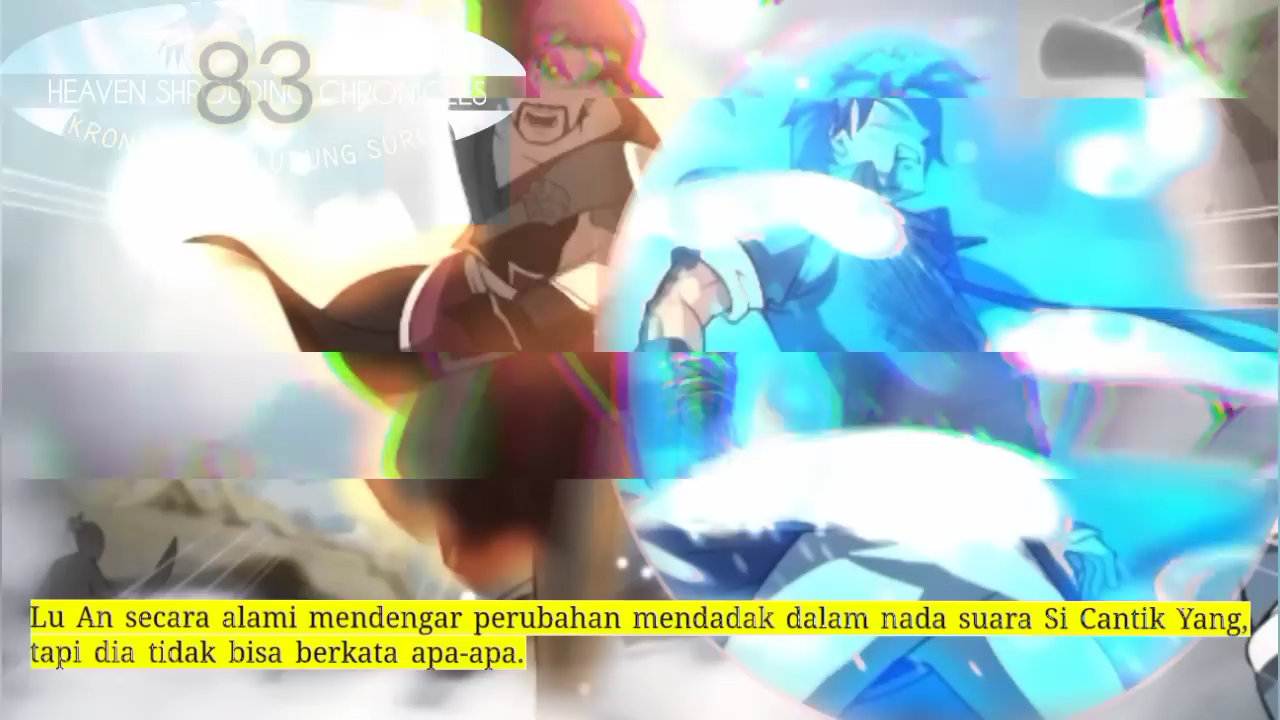 83
HEAVEN SHROUDING CHRONICLES
Lu An secara alami mendengar perubahan mendadak dalam nada suara Si Cantik Yang,
tapi dia tidak bisa berkata apa-apa.